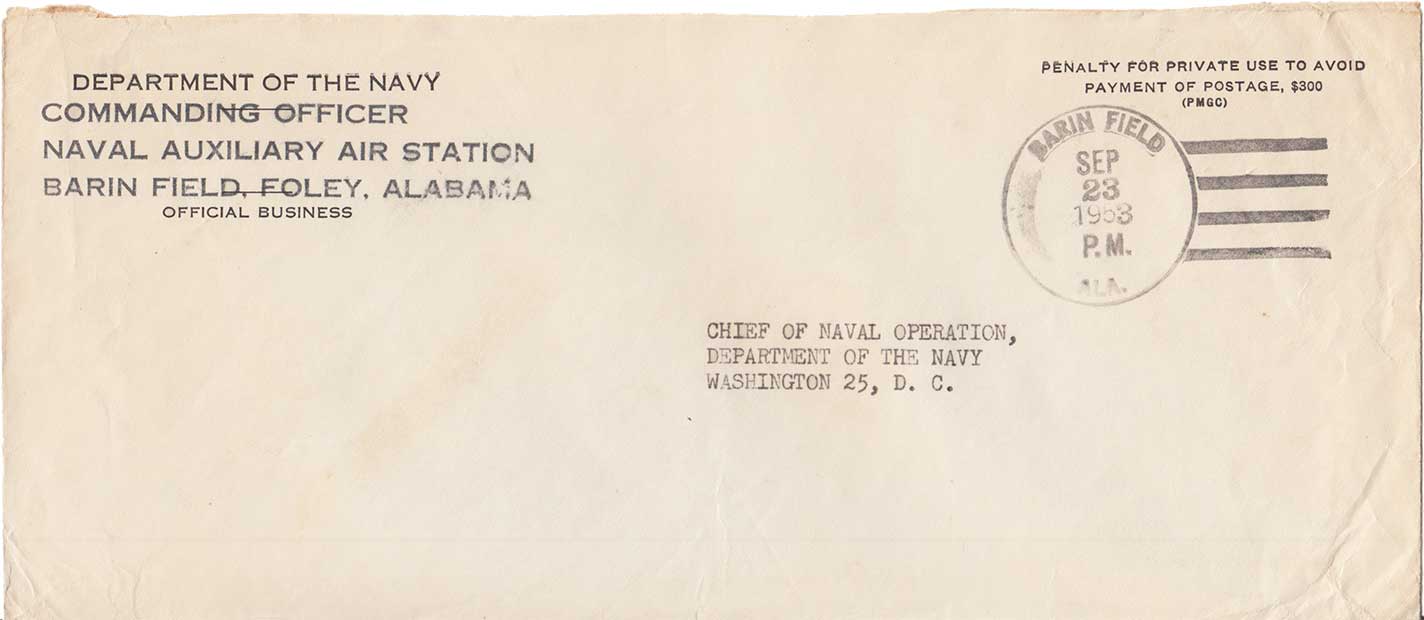 DEPARTMENT OF THE NAVY
COMMANDING OFFICER
NAVAL AUXILIARY AIR STATION
BARIN FIELD, FOLEY, ALABAMA
OFFICIAL BUSINESS
PENALTY FOR PRIVATE USE TO AVOID
PAYMENT OF POSTAGE, $300
(PMGC)
BARIN FIELD
SEP
23
1953
P.M.
ALA.
CHIEF OF NAVAL OPERATION,
DEPARTMENT OF THE NAVY
WASHINGTON 25, D. C.